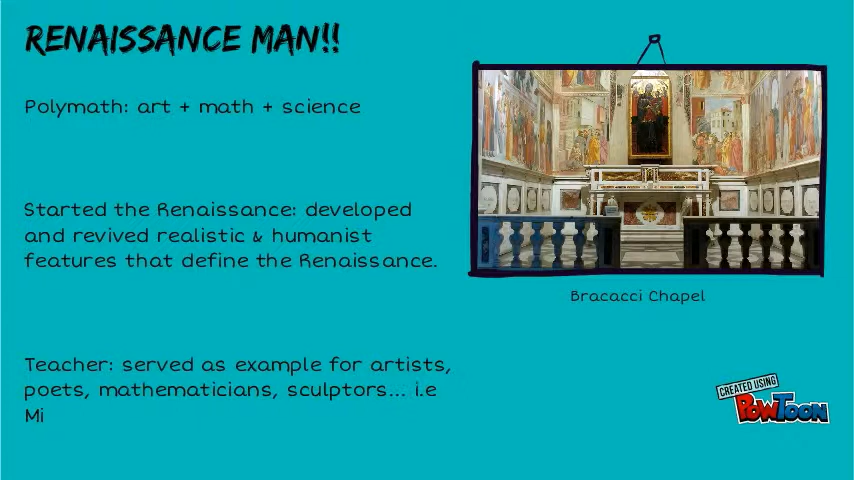 RENAISSANCE MAN!!
Polymath: art + math + science
Started the Renaissance: developed
and revived realistic & humanist
features that define the Renaissance.
Teacher: served as example for artists,
poets, mathematicians, sculptors... i.e
Mi
Bracacci Chapel
CREATED USING
POWTOON